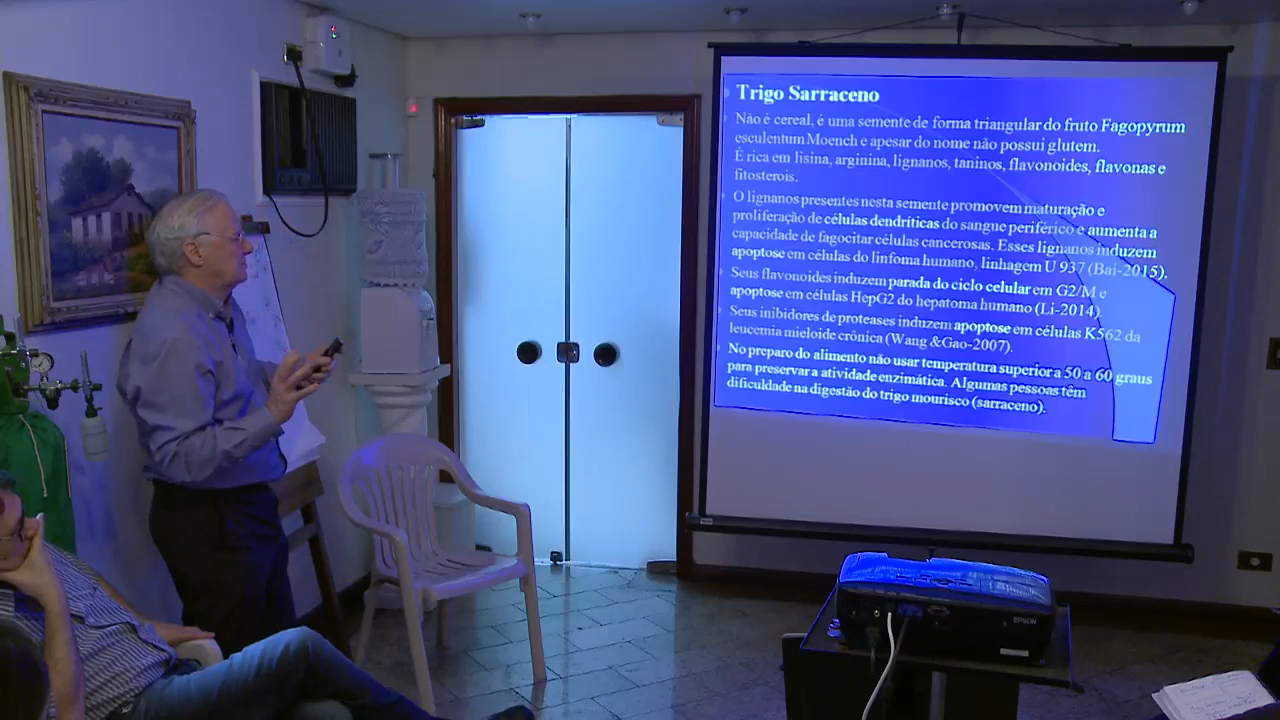 Trigo Sarraceno
Não é cereal, é uma semente de forma triangular do fruto Fagopyrum
esculentum Moench e apesar do nome não possui glutem.
É rica em lisina, arginina, lignanos, taninos, flavonoides, flavonas e
fitosterois.
O lignanos presentes nesta semente promovem maturação e
proliferação de células dendríticas do sangue periférico e aumenta a
capacidade de fagocitar células cancerosas. Esses lignanos induzem
apoptose em células do linfoma humano, linhagem U 937 (Bai-2015).
Seus flavonoides induzem parada do ciclo celular em G2/M e
apoptose em células HepG2 do hepatoma humano (Li-2014).
Seus inibidores de proteases induzem apoptose em células K562 da
leucemia mieloide crônica (Wang &Gao-2007).
No preparo do alimento não usar temperatura superior a 50 a 60 graus
para preservar a atividade enzimática. Algumas pessoas têm
dificuldade na digestão do trigo mourisco (sarraceno).
EPSON